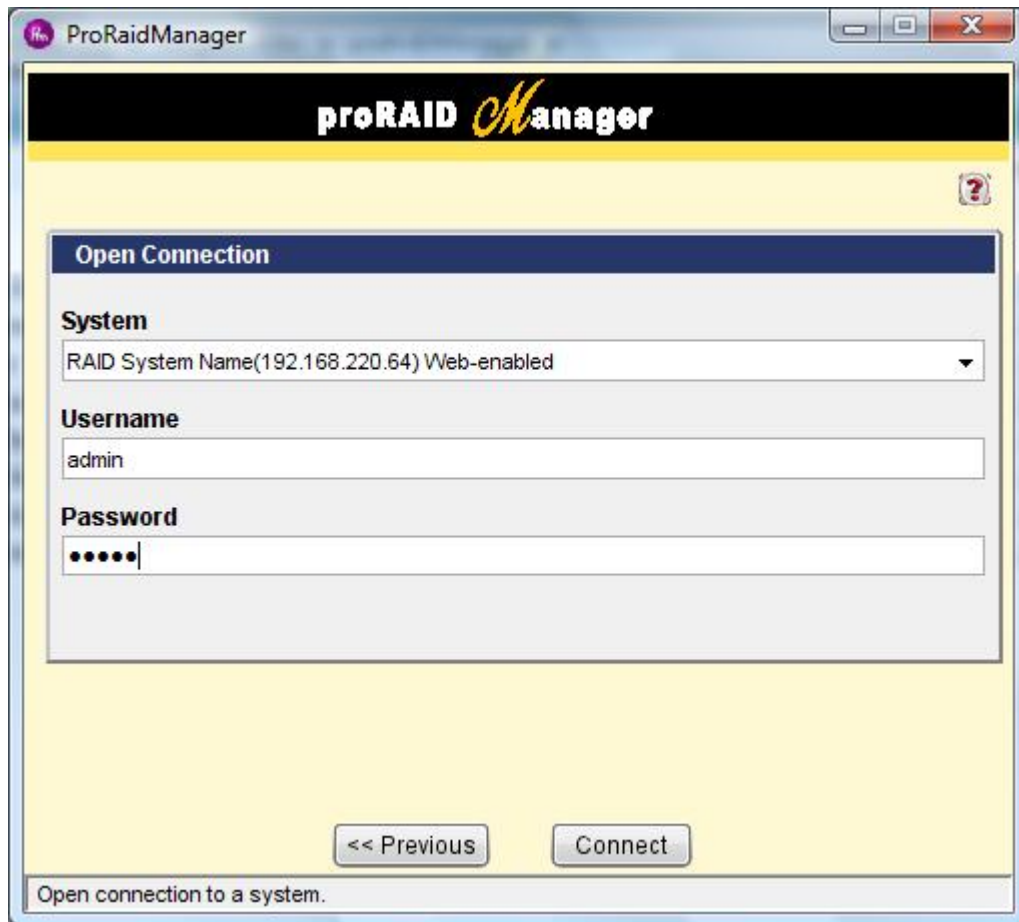 ProRaidManager
proRAID Manager
Open Connection
System
RAID System Name(192.168.220.64) Web-enabled
Username
admin
Password
•••••
<< Previous
Connect
Open connection to a system.